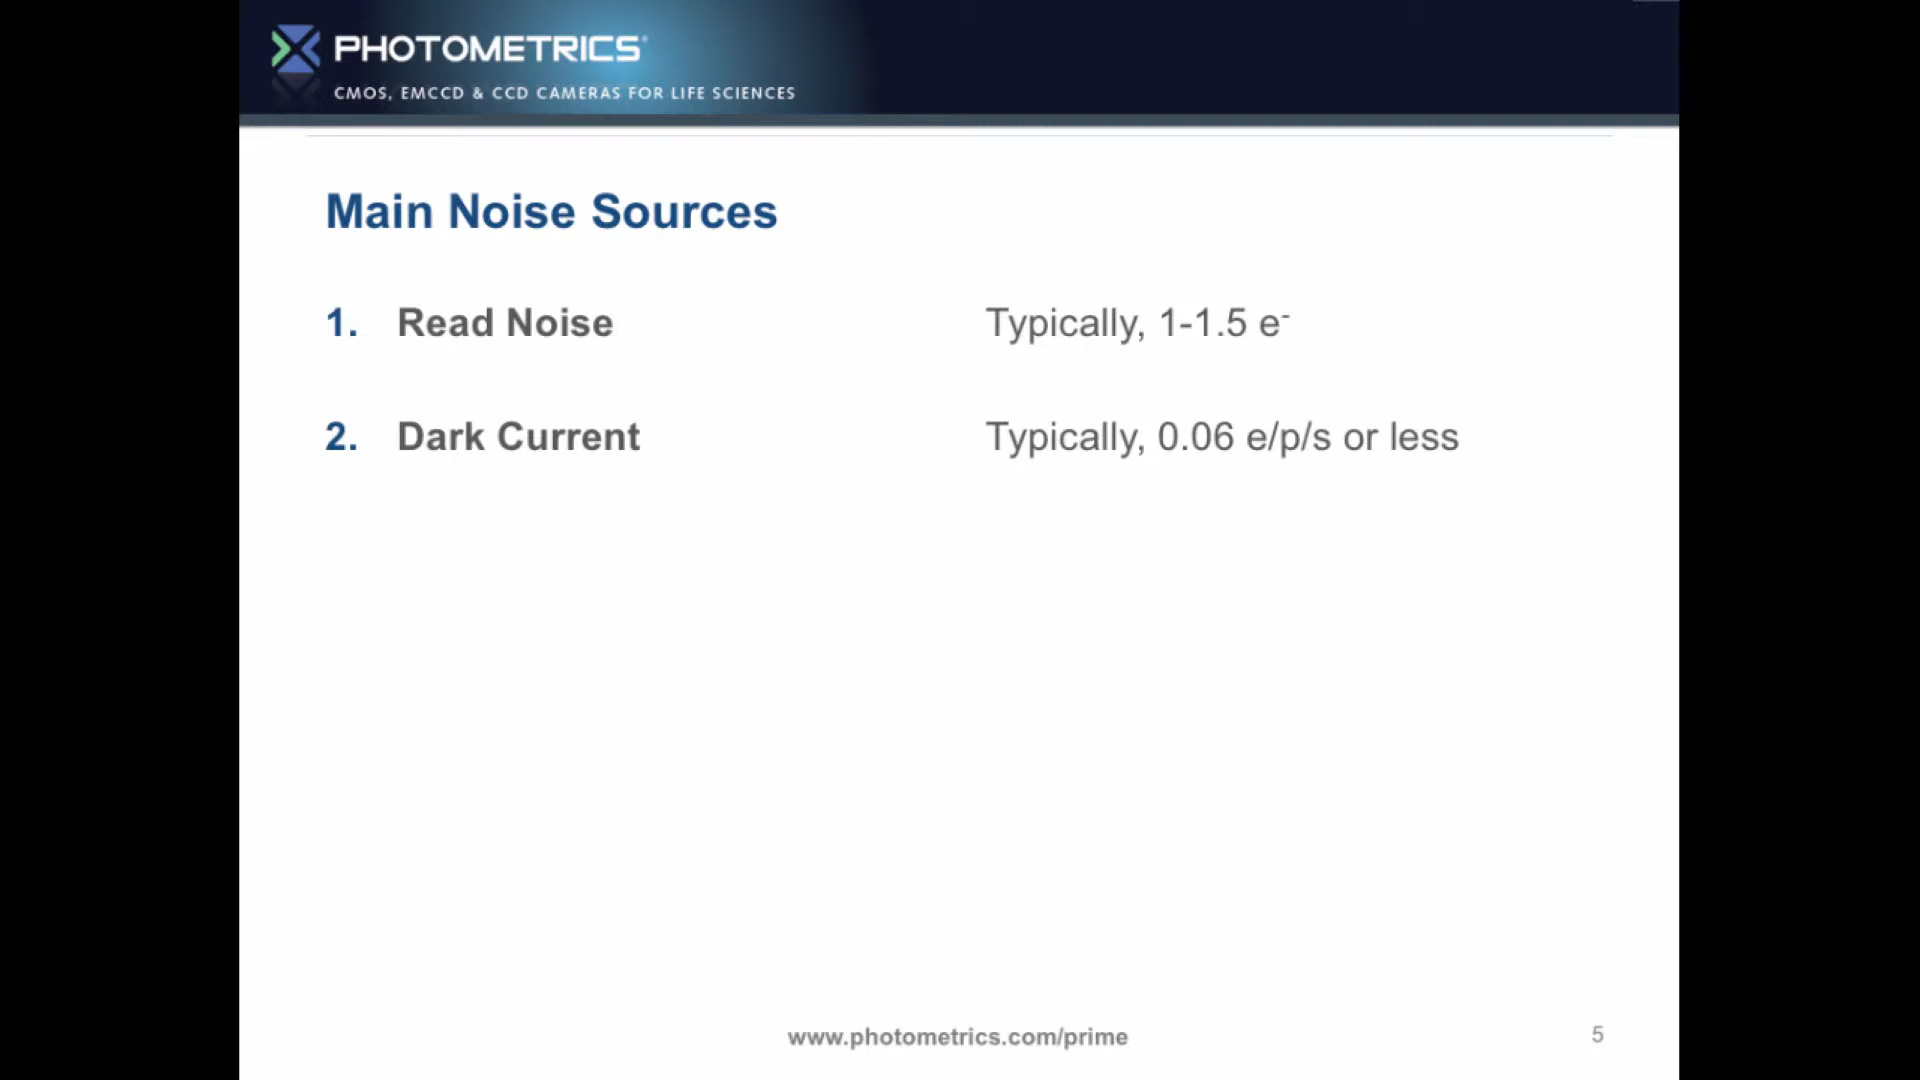 PHOTOMETRICS
CMOS, EMCCD & CCD CAMERAS FOR LIFE SCIENCES
Main Noise Sources
1. Read Noise Typically, 1-1.5 e⁻
2. Dark Current Typically, 0.06 e/p/s or less
www.photometrics.com/prime
5